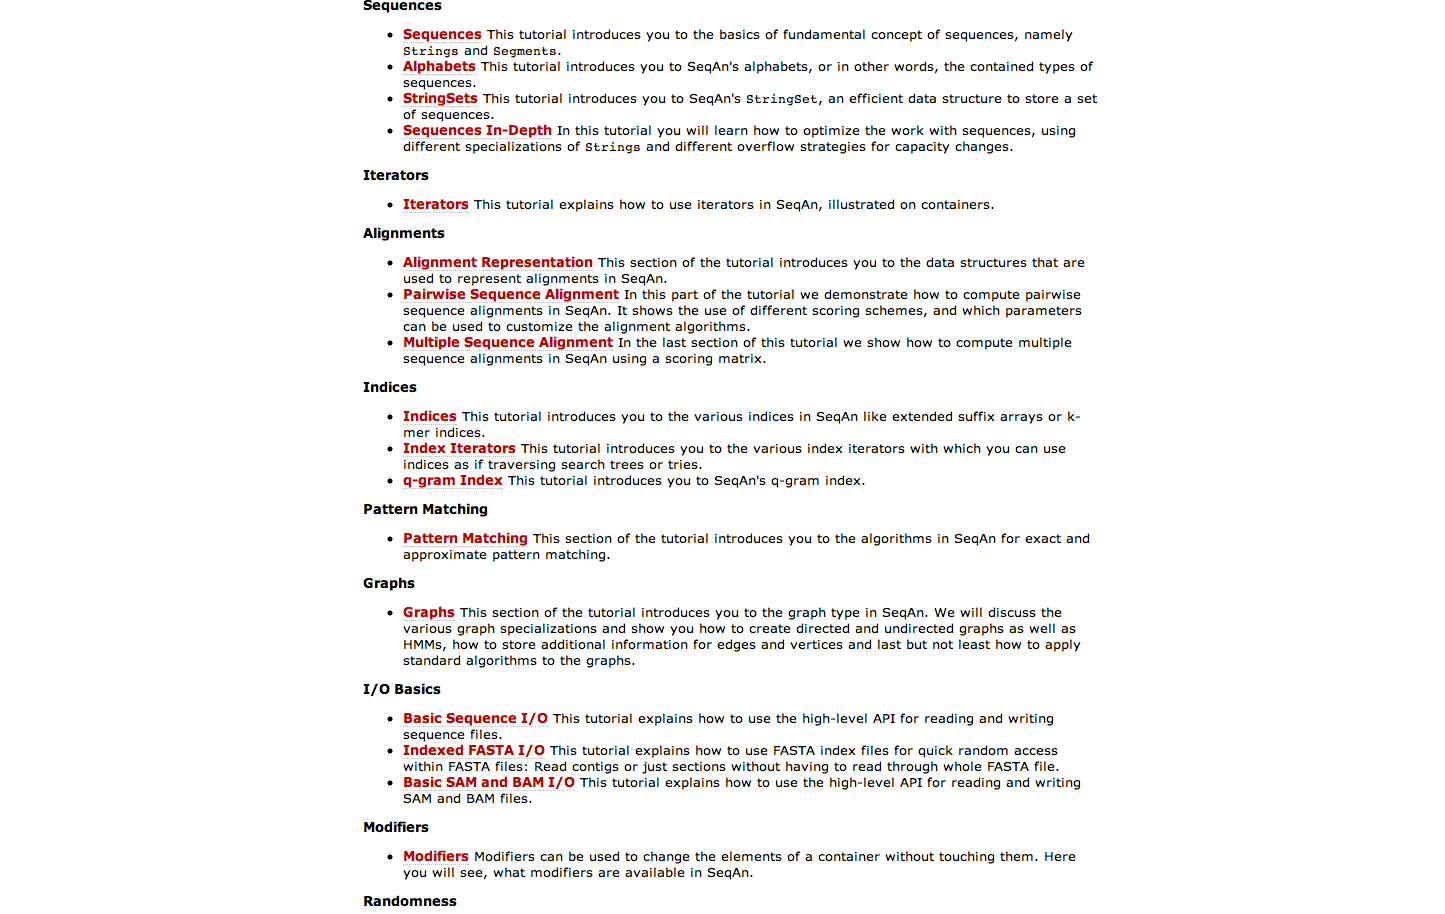 Sequences
Sequences This tutorial introduces you to the basics of fundamental concept of sequences, namely
Strings and Segments.
Alphabets This tutorial introduces you to SeqAn's alphabets, or in other words, the contained types of
sequences.
StringSets This tutorial introduces you to SeqAn's StringSet, an efficient data structure to store a set
of sequences.
Sequences In-Depth In this tutorial you will learn how to optimize the work with sequences, using
different specializations of Strings and different overflow strategies for capacity changes.
Iterators
Iterators This tutorial explains how to use iterators in SeqAn, illustrated on containers.
Alignments
Alignment Representation This section of the tutorial introduces you to the data structures that are
used to represent alignments in SeqAn.
Pairwise Sequence Alignment In this part of the tutorial we demonstrate how to compute pairwise
sequence alignments in SeqAn. It shows the use of different scoring schemes, and which parameters
can be used to customize the alignment algorithms.
Multiple Sequence Alignment In the last section of this tutorial we show how to compute multiple
sequence alignments in SeqAn using a scoring matrix.
Indices
Indices This tutorial introduces you to the various indices in SeqAn like extended suffix arrays or k-
mer indices.
Index Iterators This tutorial introduces you to the various index iterators with which you can use
indices as if traversing search trees or tries.
q-gram Index This tutorial introduces you to SeqAn's q-gram index.
Pattern Matching
Pattern Matching This section of the tutorial introduces you to the algorithms in SeqAn for exact and
approximate pattern matching.
Graphs
Graphs This section of the tutorial introduces you to the graph type in SeqAn. We will discuss the
various graph specializations and show you how to create directed and undirected graphs as well as
HMMs, how to store additional information for edges and vertices and last but not least how to apply
standard algorithms to the graphs.
I/O Basics
Basic Sequence I/O This tutorial explains how to use the high-level API for reading and writing
sequence files.
Indexed FASTA I/O This tutorial explains how to use FASTA index files for quick random access
within FASTA files: Read contigs or just sections without having to read through whole FASTA file.
Basic SAM and BAM I/O This tutorial explains how to use the high-level API for reading and writing
SAM and BAM files.
Modifiers
Modifiers Modifiers can be used to change the elements of a container without touching them. Here
you will see, what modifiers are available in SeqAn.
Randomness